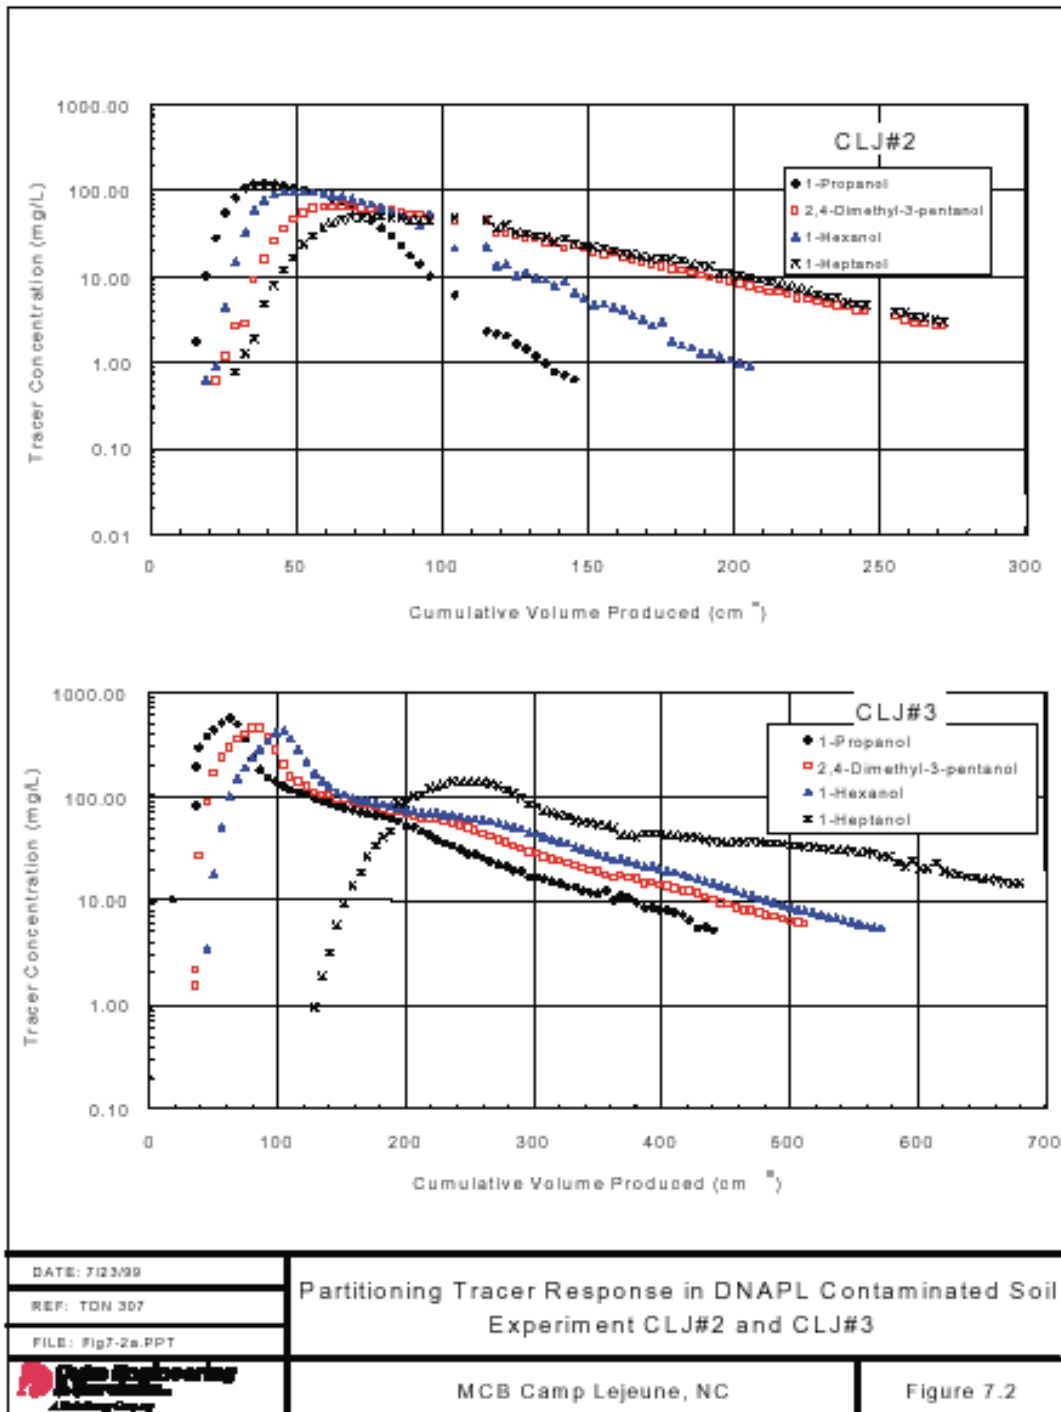 CLJ#2
1-Propanol
2,4-Dimethyl-3-pentanol
1-Hexanol
1-Heptanol
Tracer Concentration (mg/L)
1000.00
100.00
10.00
1.00
0.10
0.01
0 50 100 150 200 250 300
Cumulative Volume Produced (cm )
CLJ#3
1-Propanol
2,4-Dimethyl-3-pentanol
1-Hexanol
1-Heptanol
Tracer Concentration (mg/L)
1000.00
100.00
10.00
1.00
0.10
0 100 200 300 400 500 600 700
Cumulative Volume Produced (cm )
DATE: 7/23/99
REF: TDN 307
FILE: Fig7-2a.PPT
Partitioning Tracer Response in DNAPL Contaminated Soil
Experiment CLJ#2 and CLJ#3
Duke Engineering
MCB Camp Lejeune, NC
Figure 7.2